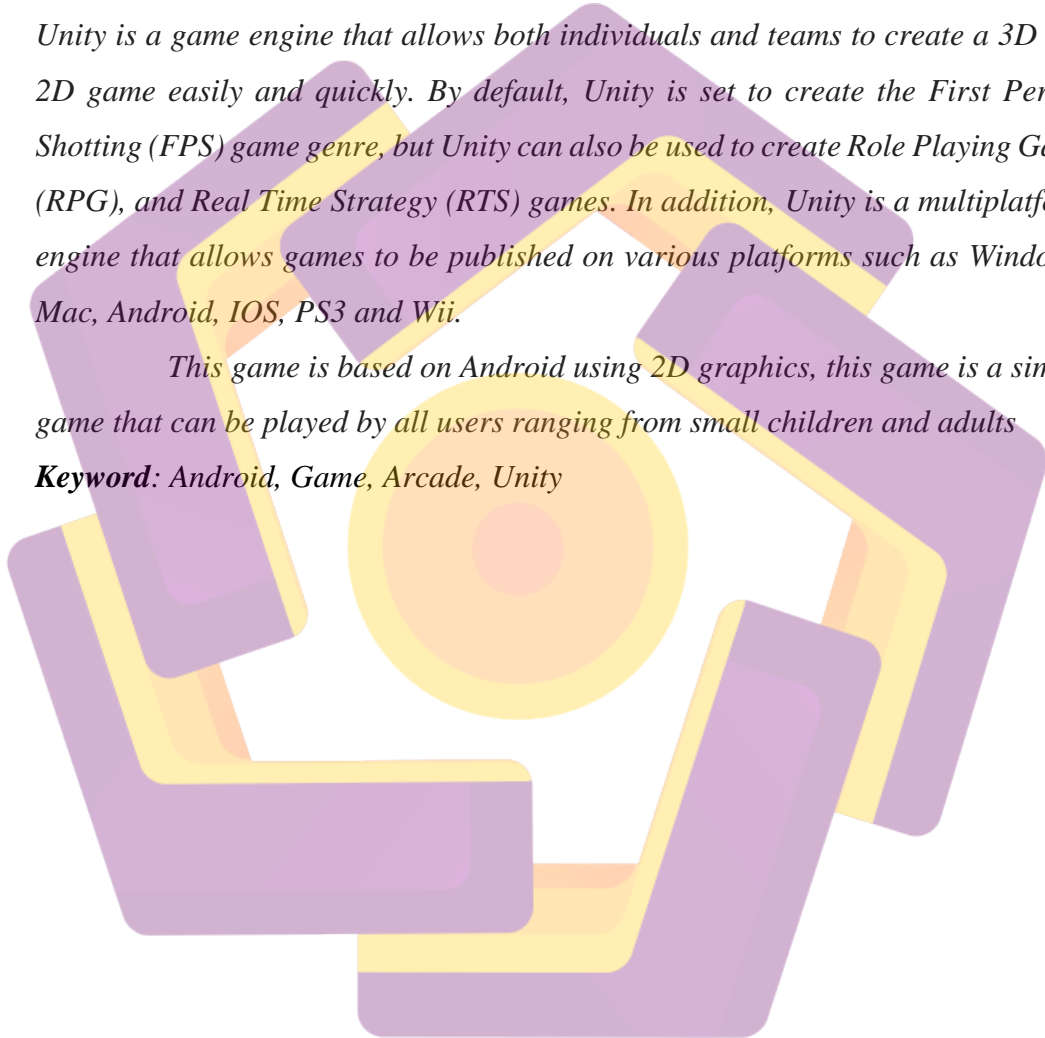 Unity is a game engine that allows both individuals and teams to create a 3D
2D game easily and quickly. By default, Unity is set to create the First Per
Shotting (FPS) game genre, but Unity can also be used to create Role Playing Ga
(RPG), and Real Time Strategy (RTS) games. In addition, Unity is a multiplatfo
engine that allows games to be published on various platforms such as Windo
Mac, Android, IOS, PS3 and Wii.
This game is based on Android using 2D graphics, this game is a sim
game that can be played by all users ranging from small children and adults
Keyword: Android, Game, Arcade, Unity